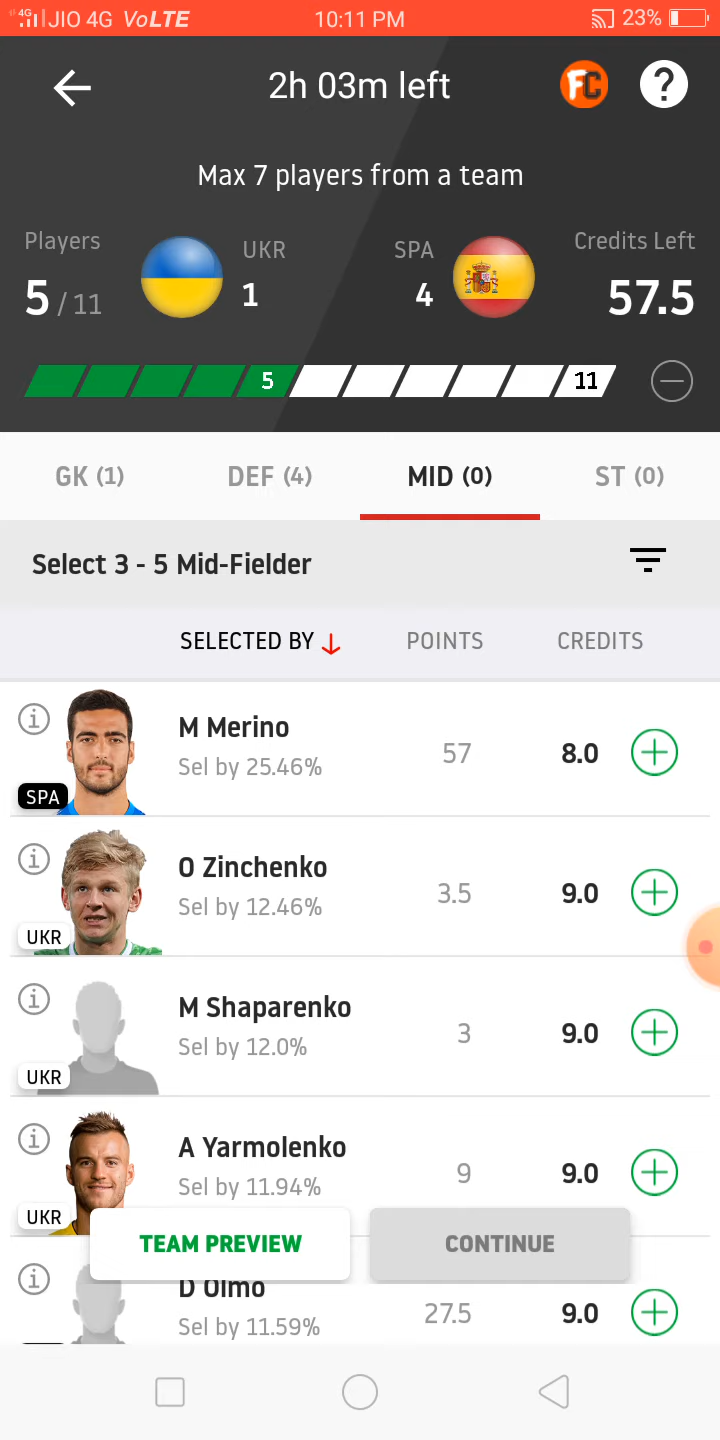 4G JIO 4G VoLTE 10:11 PM 23%
2h 03m left FC ?
Max 7 players from a team
Players UKR SPA Credits Left
5 / 11 1 4 57.5
5 11
GK (1) DEF (4) MID (0) ST (0)
Select 3 - 5 Mid-Fielder
SELECTED BY ↓ POINTS CREDITS
M Merino
Sel by 25.46% 57 8.0
SPA
O Zinchenko
Sel by 12.46% 3.5 9.0
UKR
M Shaparenko
Sel by 12.0% 3 9.0
UKR
A Yarmolenko
Sel by 11.94% 9 9.0
UKR
TEAM PREVIEW CONTINUE
D Olmo
Sel by 11.59% 27.5 9.0